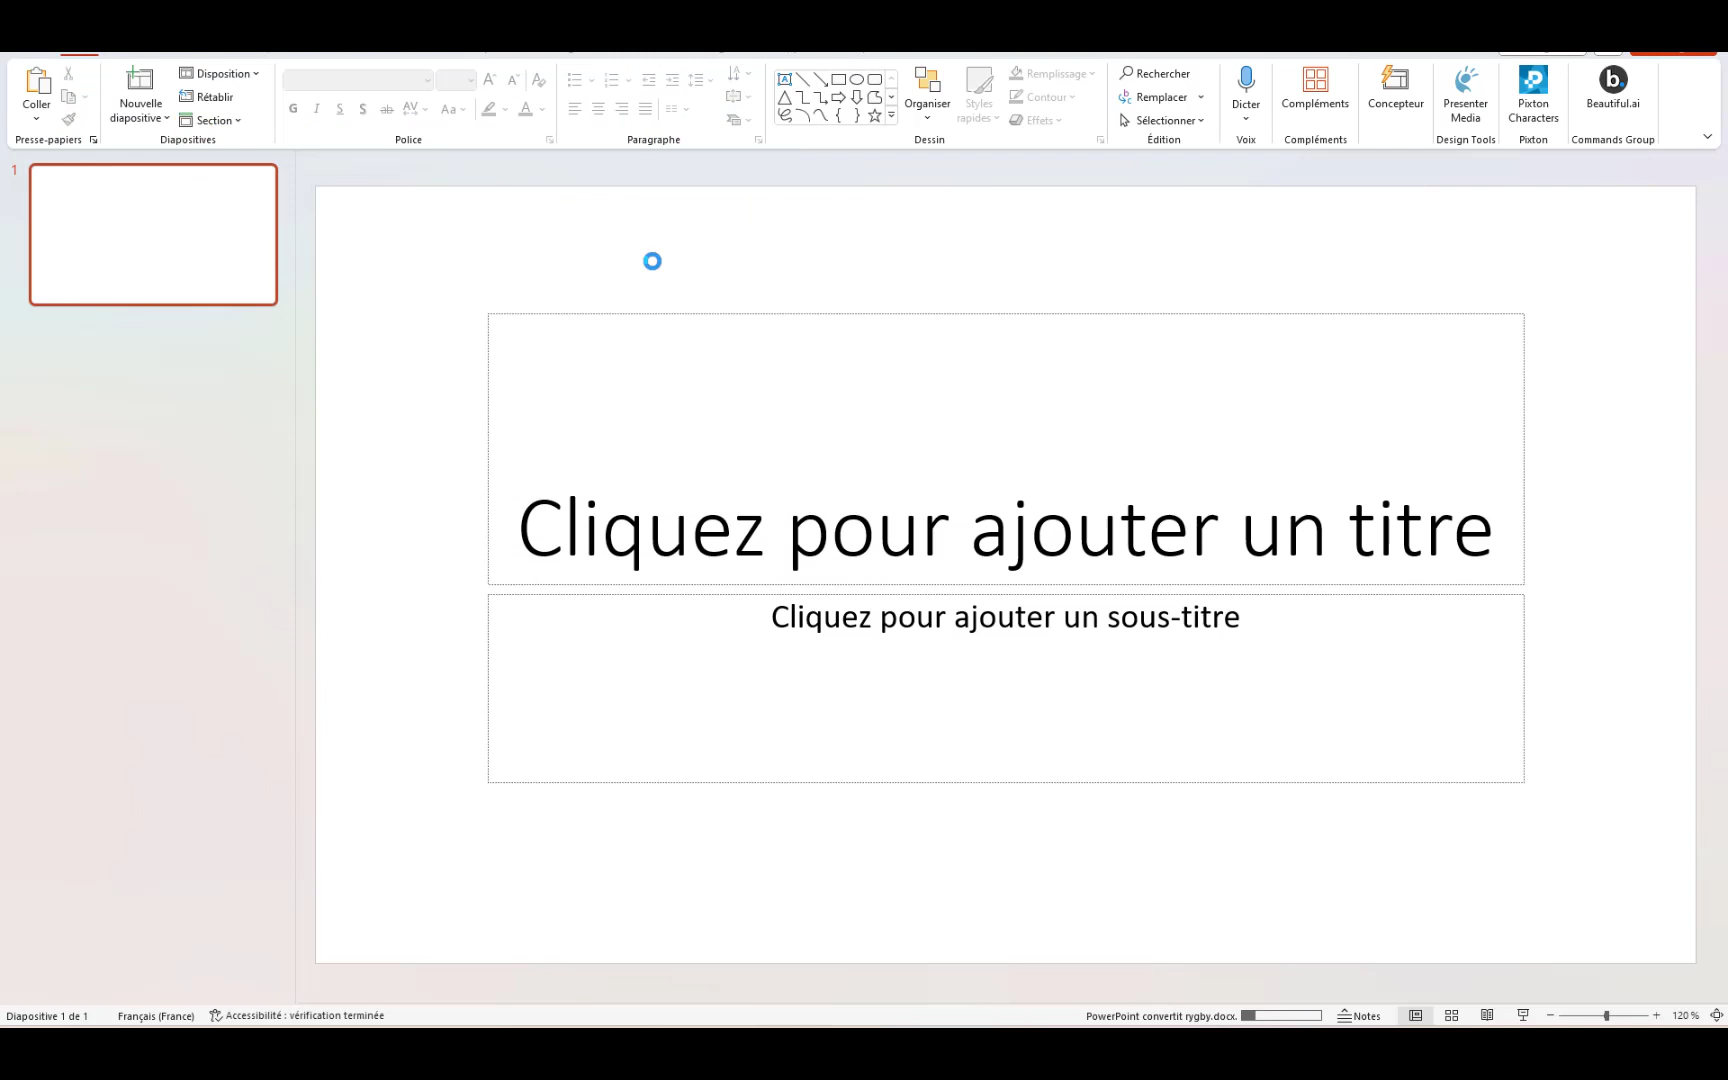 Coller
Presse-papiers
Nouvelle
diapositive
Disposition
Rétablir
Section
Diapositives
G I S S ab AV Aa A
Police
Paragraphe
Organiser
Styles
rapides
Remplissage
Contour
Effets
Dessin
Rechercher
Remplacer
Sélectionner
Édition
Dicter
Voix
Compléments
Compléments
Concepteur
Presenter
Media
Design Tools
Pixton
Characters
Pixton
b.
Beautiful.ai
Commands Group
1
Cliquez pour ajouter un titre
Cliquez pour ajouter un sous-titre
Diapositive 1 de 1
Français (France)
Accessibilité : vérification terminée
PowerPoint convertit rygby.docx.
Notes
120 %